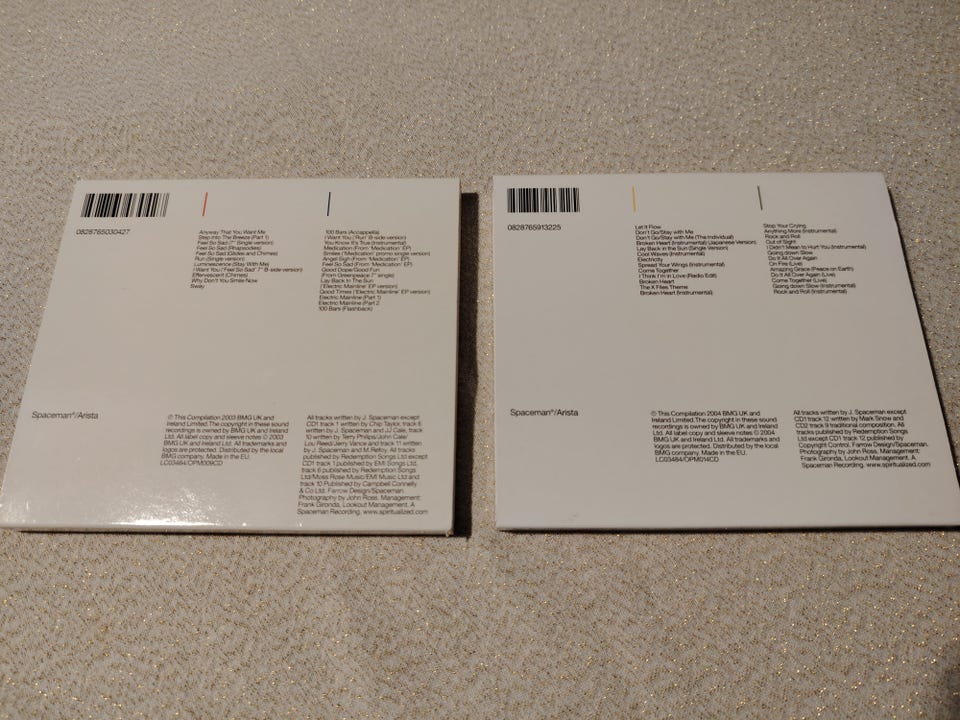 0828765030427
Anyway That You Want Me
Step Into The Breeze (Part 1)
Feel So Sad (7" Single version)
Feel So Sad (Rhapsodies)
Feel So Sad (Glides and Chimes)
Run (Single version)
Luminescence (Stay With Me)
I Want You ('Feel So Sad' 7" B-side version)
Effervescent (Chimes)
Why Don't You Smile Now
Sway
100 Bars (Accappella)
I Want You ('Run' B-side version)
You Know It's True (Instrumental)
Medication (From 'Medication' EP)
Smiles ('Medication' promo single version)
Angel Sigh (From 'Medication' EP)
Feel So Sad (From 'Medication' EP)
Good Dope/Good Fun
(From Greenpeace 7" single)
Lay Back In The Sun
('Electric Mainline' EP version)
Good Times ('Electric Mainline' EP version)
Electric Mainline (Part 1)
Electric Mainline (Part 2
100 Bars (Flashback)
Spaceman®/Arista
℗ This Compilation 2003 BMG UK and
Ireland Limited. The copyright in these sound
recordings is owned by BMG UK and Ireland
Ltd. All label copy and sleeve notes © 2003
BMG UK and Ireland Ltd. All trademarks and
logos are protected. Distributed by the local
BMG company. Made in the EU.
LC03484/OPM009CD
All tracks written by J. Spaceman except
CD1 track 1 written by Chip Taylor, track 6
written by J. Spaceman and JJ Cale, track
10 written by Terry Philips/John Cale/
Lou Reed/Jerry Vance and track 11 written
by J. Spaceman and M.Refoy. All tracks
published by Redemption Songs Ltd except
CD1 track 1 published by EMI Songs Ltd,
track 6 published by Redemption Songs
Ltd/Moss Rose Music/EMI Music Ltd and
track 10 Published by Campbell Connelly
& Co Ltd. Farrow Design/Spaceman
Photography by John Ross. Management:
Frank Gironda, Lookout Management. A
Spaceman Recording. www.spiritualized.com
0828765913225
Let it Flow
Don't Go/Stay with Me
Don't Go/Stay with Me (The Individual)
Broken Heart (Instrumental) (Japanese Version)
Lay Back in the Sun (Single Version)
Cool Waves (Instrumental)
Electricity
Spread Your Wings (Instrumental)
Come Together
I Think I'm in Love (Radio Edit)
Broken Heart
The X Files Theme
Broken Heart (Instrumental)
Stop Your Crying
Anything More (Instrumental)
Rock and Roll
Out of Sight
I Didn't Mean to Hurt You (Instrumental)
Going down Slow
Do It All Over Again
On Fire (Live)
Amazing Grace (Peace on Earth)
Do It All Over Again (Live)
Come Together (Live)
Going down Slow (Instrumental)
Rock and Roll (Instrumental)
Spaceman®/Arista
℗ This Compilation 2004 BMG UK and
Ireland Limited. The copyright in these sound
recordings is owned by BMG UK and Ireland
Ltd. All label copy and sleeve notes © 2004
BMG UK and Ireland Ltd. All trademarks and
logos are protected. Distributed by the local
BMG company. Made in the EU.
LC03484/OPM014CD
All tracks written by J. Spaceman except
CD1 track 12 written by Mark Snow and
CD2 track 9 traditional composition. All
tracks published by Redemption Songs
Ltd except CD1 track 12 published by
Copyright Control. Farrow Design/Spaceman.
Photography by John Ross. Management:
Frank Gironda, Lookout Management. A
Spaceman Recording. www.spiritualized.com